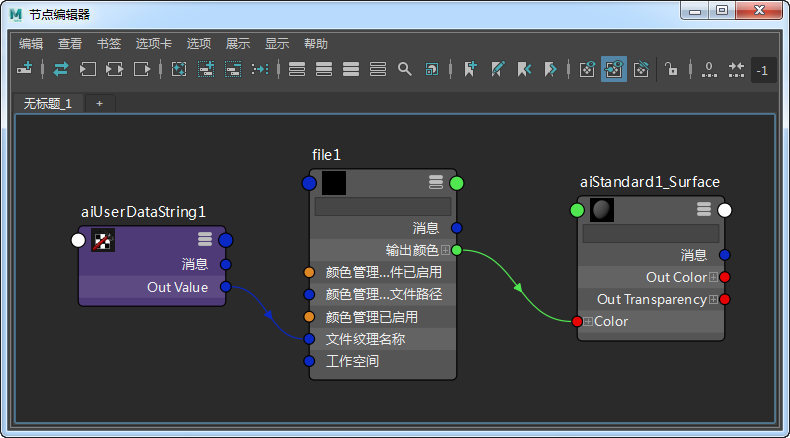 节点编辑器
编辑 查看 书签 选项卡 选项 展示 显示 帮助
0 -1
无标题_1 +
file1
aiStandard1_Surface
aiUserDataString1
消息
Out Value
消息
输出颜色
颜色管理...件已启用
颜色管理...文件路径
颜色管理已启用
文件纹理名称
工作空间
消息
Out Color
Out Transparency
Color